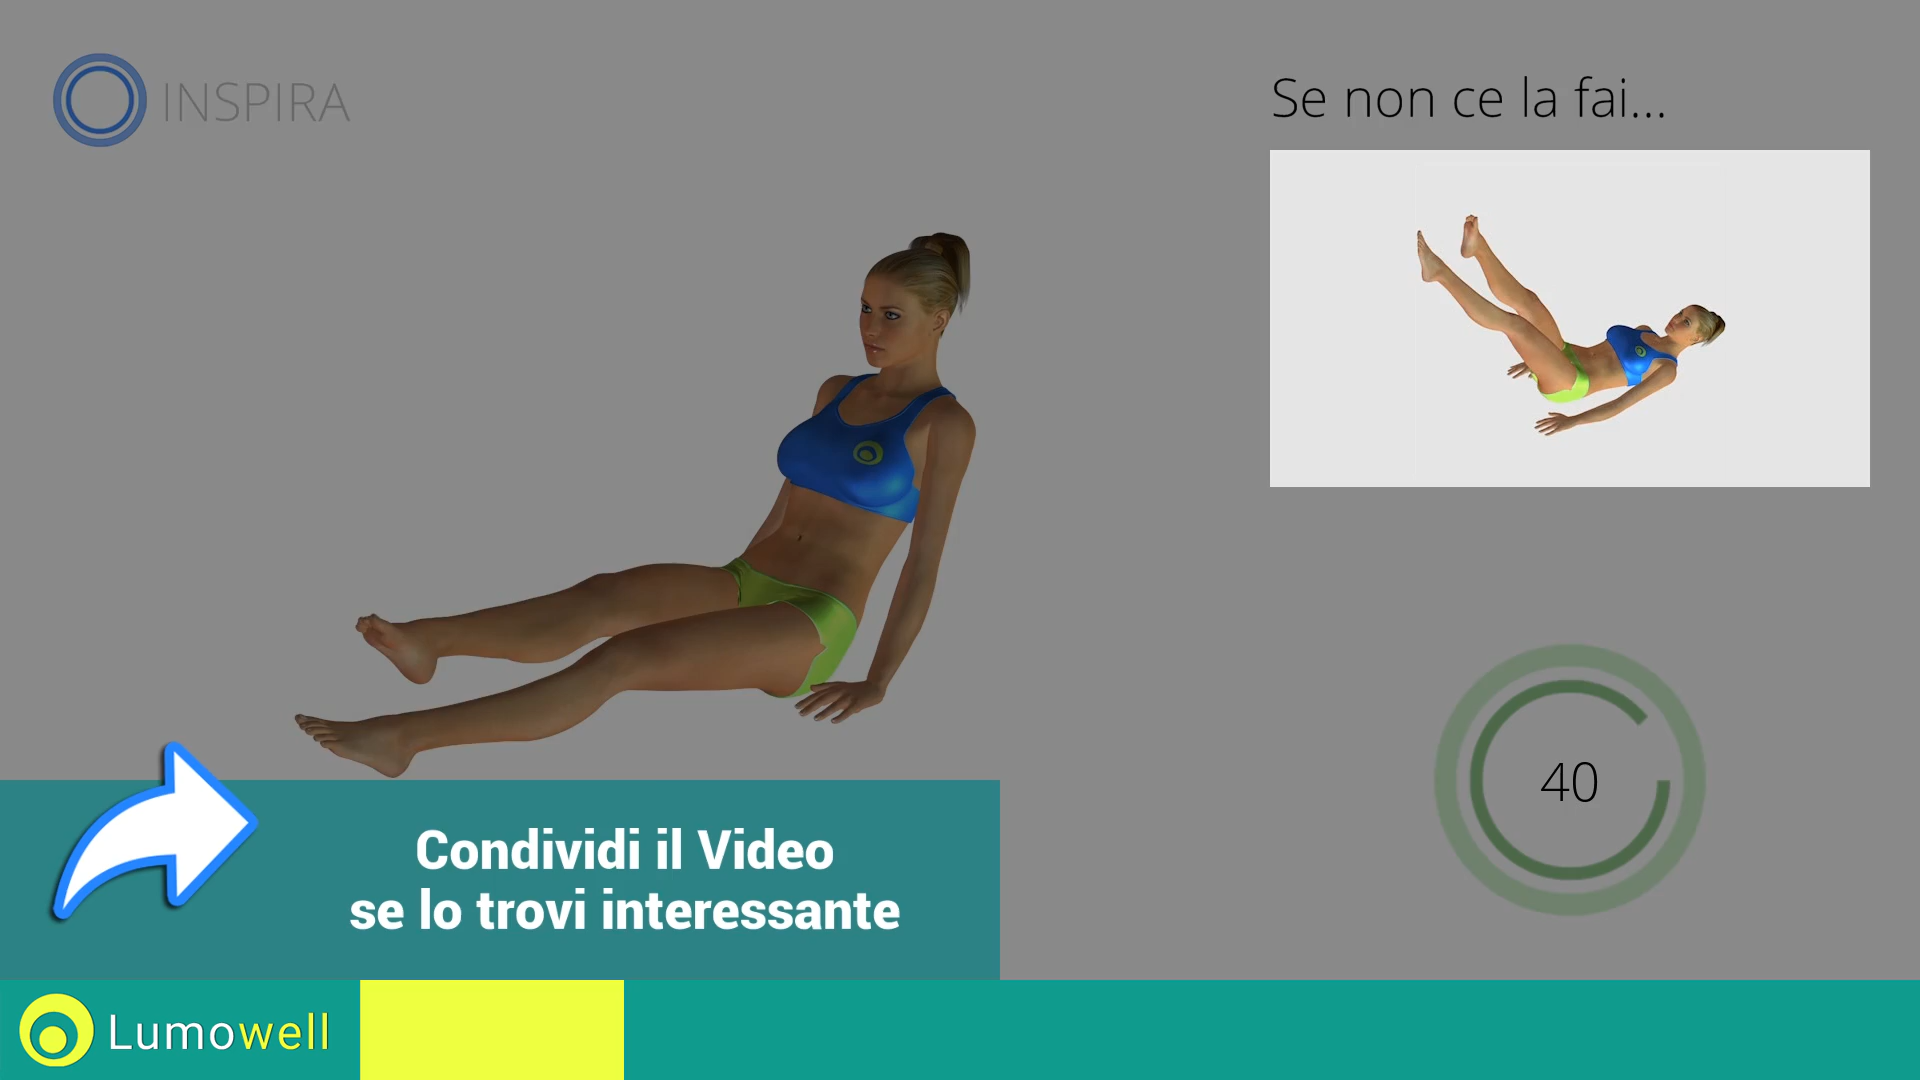 INSPIRA
Se non ce la fai...
40
Condividi il Video
se lo trovi interessante
Lumowell